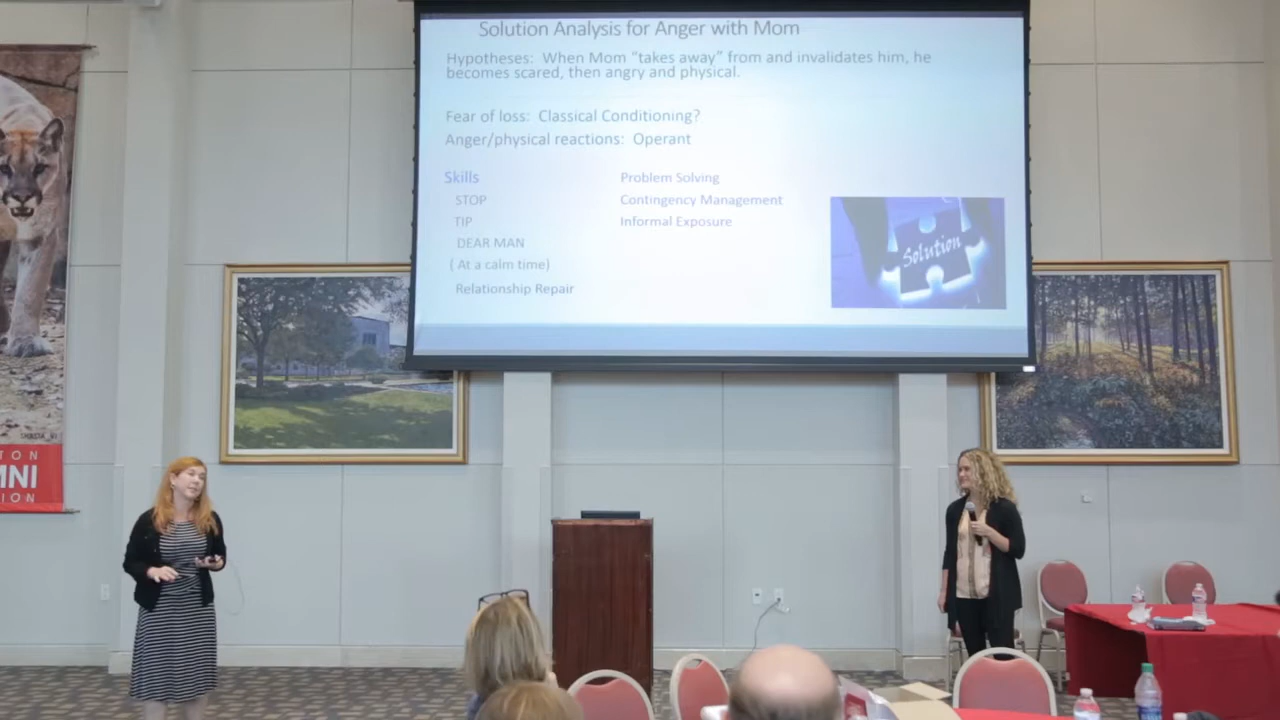 Solution Analysis for Anger with Mom
Hypotheses: When Mom "takes away" from and invalidates him, he
becomes scared, then angry and physical.
Fear of loss: Classical Conditioning?
Anger/physical reactions: Operant
Skills
STOP
TIP
DEAR MAN
( At a calm time)
Relationship Repair
Problem Solving
Contingency Management
Informal Exposure
Solution
TON
MNI
ION